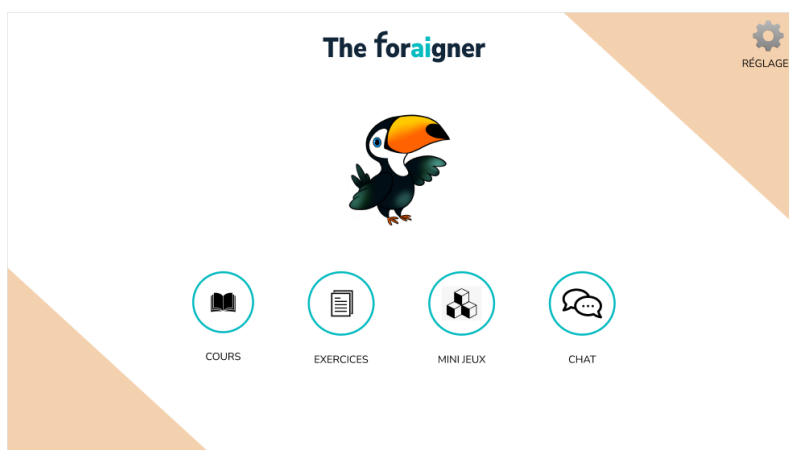 The foraigner
RÉGLAGE
COURS
EXERCICES
MINI JEUX
CHAT